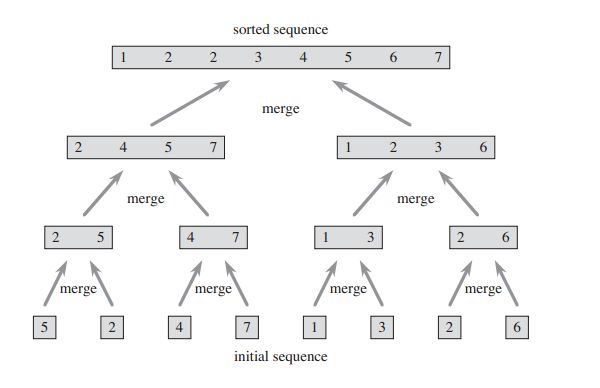 sorted sequence
1 2 2 3 4 5 6 7
merge
2 4 5 7 1 2 3 6
merge merge
2 5 4 7 1 3 2 6
merge merge merge merge
5 2 4 7 1 3 2 6
initial sequence